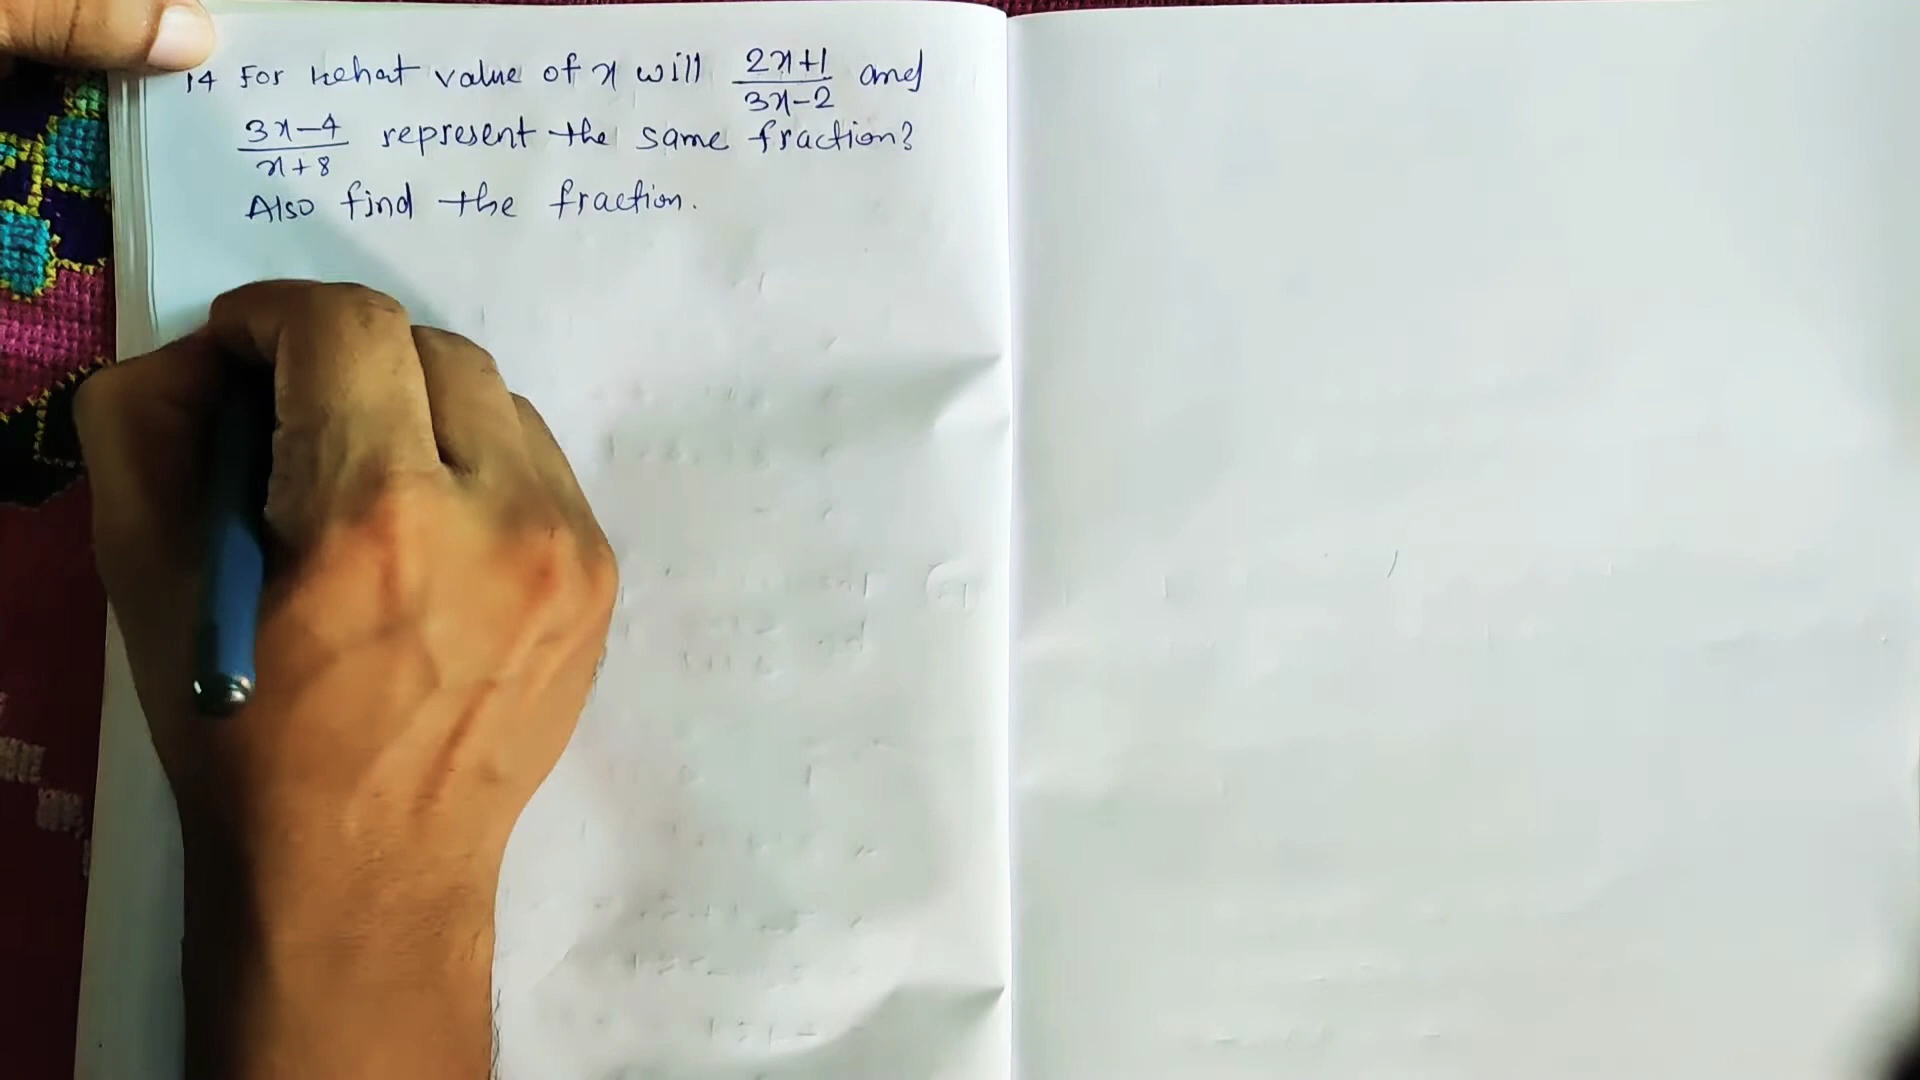 14 For what value of x will (2x+1)/(3x-2) and
(3x-4)/(x+8) represent the same fraction?
Also find the fraction.